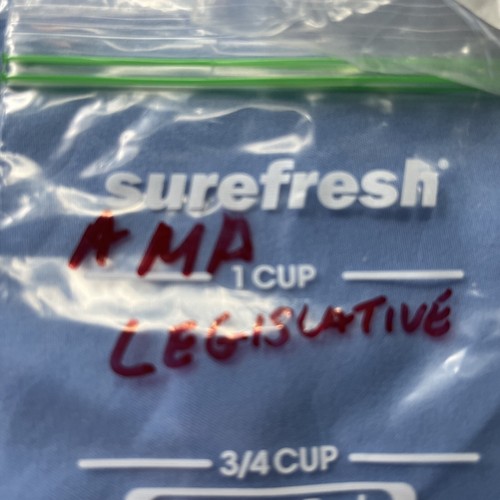 surefresh®
AMA
1 CUP
LEGISLATIVE
3/4 CUP